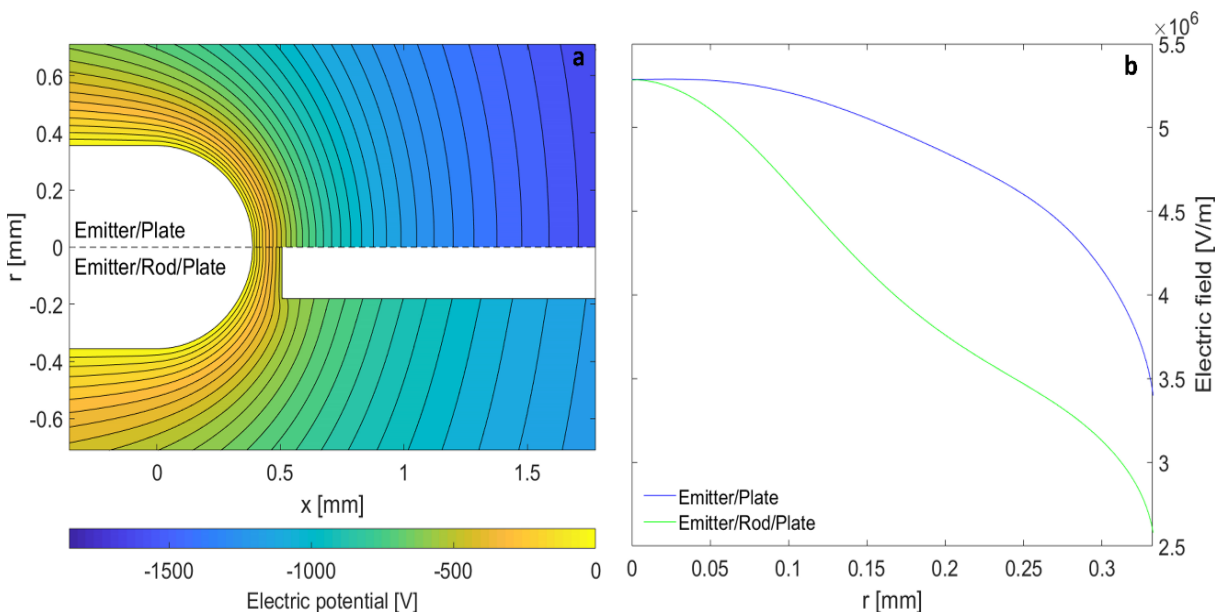 a
0.6
0.4
0.2
0
-0.2
-0.4
-0.6
r [mm]
Emitter/Plate
Emitter/Rod/Plate
0
0.5
1
1.5
x [mm]
-1500
-1000
-500
0
Electric potential [V]
×10⁶
b
5.5
5
4.5
4
3.5
3
2.5
Electric field [V/m]
Emitter/Plate
Emitter/Rod/Plate
0
0.05
0.1
0.15
0.2
0.25
0.3
r [mm]